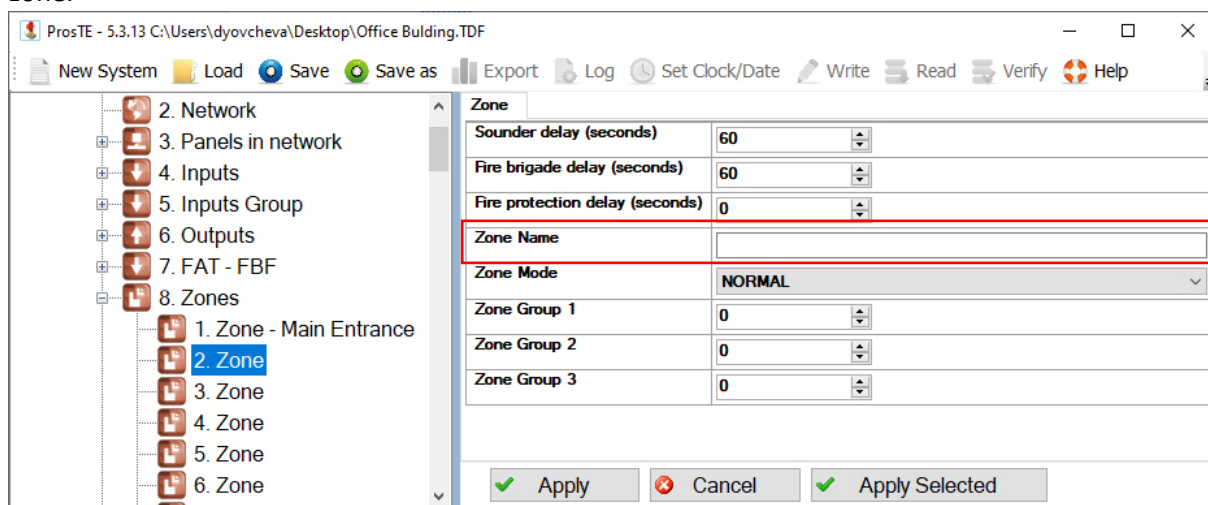 ProsTE - 5.3.13 C:\Users\dyovcheva\Desktop\Office Bulding.TDF
New System Load Save Save as Export Log Set Clock/Date Write Read Verify Help
2. Network
3. Panels in network
4. Inputs
5. Inputs Group
6. Outputs
7. FAT - FBF
8. Zones
1. Zone - Main Entrance
2. Zone
3. Zone
4. Zone
5. Zone
6. Zone
Zone
Sounder delay (seconds) 60
Fire brigade delay (seconds) 60
Fire protection delay (seconds) 0
Zone Name
Zone Mode NORMAL
Zone Group 1 0
Zone Group 2 0
Zone Group 3 0
Apply Cancel Apply Selected